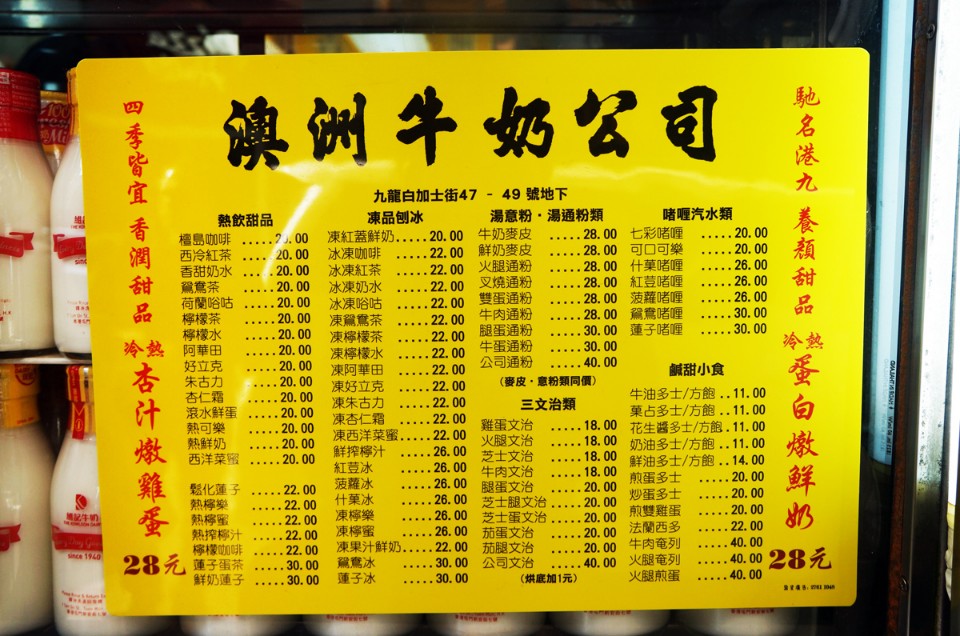 澳洲牛奶公司
九龍白加士街47 - 49 號地下
四季皆宜 香潤甜品
冷熱
杏汁燉雞蛋
28元
熱飲甜品
檀島咖啡.....20.00
西冷紅茶.....20.00
香甜奶水.....20.00
鴛鴦茶.....20.00
荷蘭唂咕.....20.00
檸檬茶.....20.00
檸檬水.....20.00
阿華田.....20.00
好立克.....20.00
朱古力.....20.00
杏仁霜.....20.00
滾水鮮蛋.....20.00
熱可樂.....20.00
熱鮮奶.....20.00
西洋菜蜜.....20.00
鬆化蓮子.....22.00
熱檸樂.....22.00
熱檸蜜.....22.00
熱搾檸汁.....22.00
檸檬咖啡.....22.00
蓮子蛋茶.....30.00
鮮奶蓮子.....30.00
凍品刨冰
凍紅蓋鮮奶.....20.00
冰凍咖啡......22.00
冰凍紅茶......22.00
冰凍奶水......22.00
冰凍唂咕......22.00
凍鴛鴦茶......22.00
凍檸檬茶......22.00
凍檸檬水......22.00
凍阿華田......22.00
凍好立克......22.00
凍朱古力......22.00
凍杏仁霜......22.00
凍西洋菜蜜.....22.00
鮮搾檸汁......26.00
紅荳冰......26.00
菠蘿冰......26.00
什菓冰......26.00
凍檸樂......26.00
凍檸蜜......26.00
凍果汁鮮奶.....22.00
鴛鴦冰......30.00
蓮子冰......30.00
湯意粉・湯通粉類
牛奶麥皮.....28.00
鮮奶麥皮.....28.00
火腿通粉.....28.00
叉燒通粉.....28.00
雙蛋通粉.....28.00
牛肉通粉.....28.00
腿蛋通粉.....30.00
牛蛋通粉.....30.00
公司通粉.....40.00
(麥皮・意粉類同價)
三文治類
雞蛋文治.....18.00
火腿文治.....18.00
芝士文治.....18.00
牛肉文治.....18.00
腿蛋文治.....20.00
芝士腿文治.....20.00
芝士蛋文治.....20.00
茄蛋文治.....20.00
茄腿文治.....20.00
公司文治.....20.00
(烘底加1元)
啫喱汽水類
七彩啫喱.....20.00
可口可樂.....20.00
什菓啫喱.....26.00
紅荳啫喱.....26.00
菠蘿啫喱.....26.00
鴛鴦啫喱.....30.00
蓮子啫喱.....30.00
鹹甜小食
牛油多士/方飽..11.00
菓占多士/方飽..11.00
花生醬多士/方飽..11.00
奶油多士/方飽..11.00
鮮油多士/方飽..14.00
煎蛋多士.....20.00
炒蛋多士.....20.00
煎雙雞蛋.....20.00
法蘭西多.....22.00
牛肉奄列.....40.00
火腿奄列.....40.00
火腿煎蛋.....40.00
馳名港九 養顏甜品
冷熱
蛋白燉鮮奶
28元
維記牛奶
since 1940